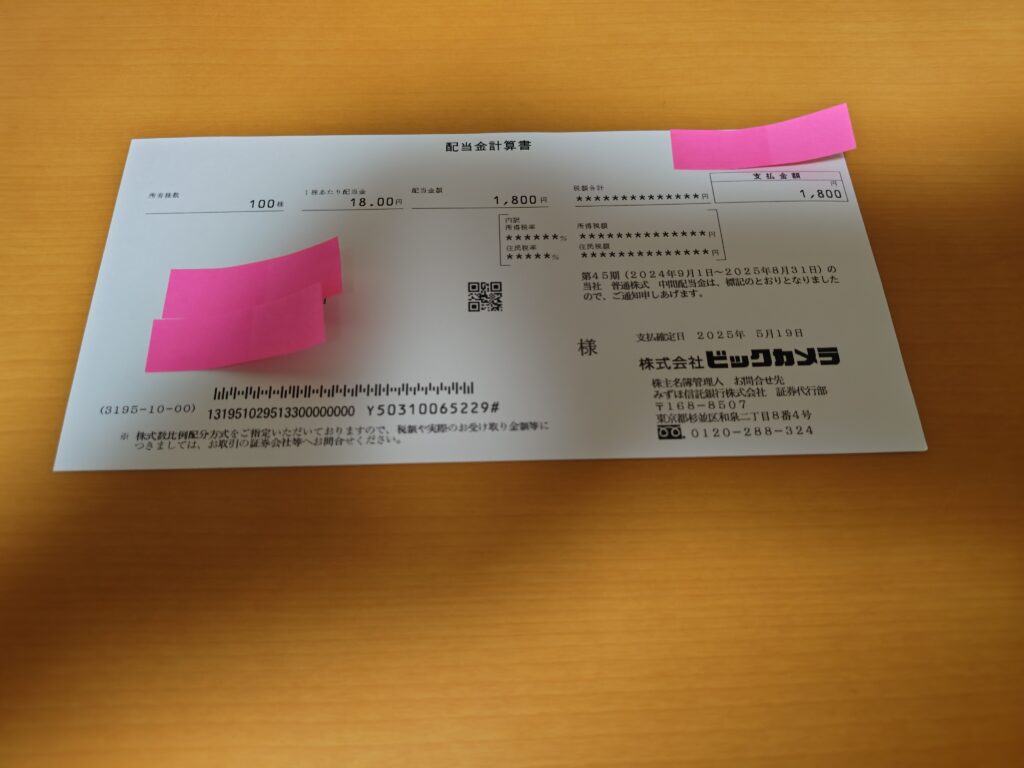 配当金計算書
所有株数
100株
1株あたり配当金
18.00円
配当金額
1,800円
税額合計
***************円
支払金額
円
1,800
内訳
所得税率
******%
住民税率
*****%
所得税額
***************円
住民税額
***************円
第45期(2024年9月1日~2025年8月31日)の
当社 普通株式 中間配当金は、標記のとおりとなりました
ので、ご通知申しあげます。
様
支払確定日 2025年 5月19日
株式会社ビックカメラ
株主名簿管理人 お問合せ先
みずほ信託銀行株式会社 証券代行部
〒168-8507
東京都杉並区和泉二丁目8番4号
0120-288-324
(3195-10-00)
131951029513300000000 Y50310065229#
※ 株式数比例配分方式をご指定いただいておりますので、税額や実際のお受け取り金額等に
つきましては、お取引の証券会社等へお問合せください。